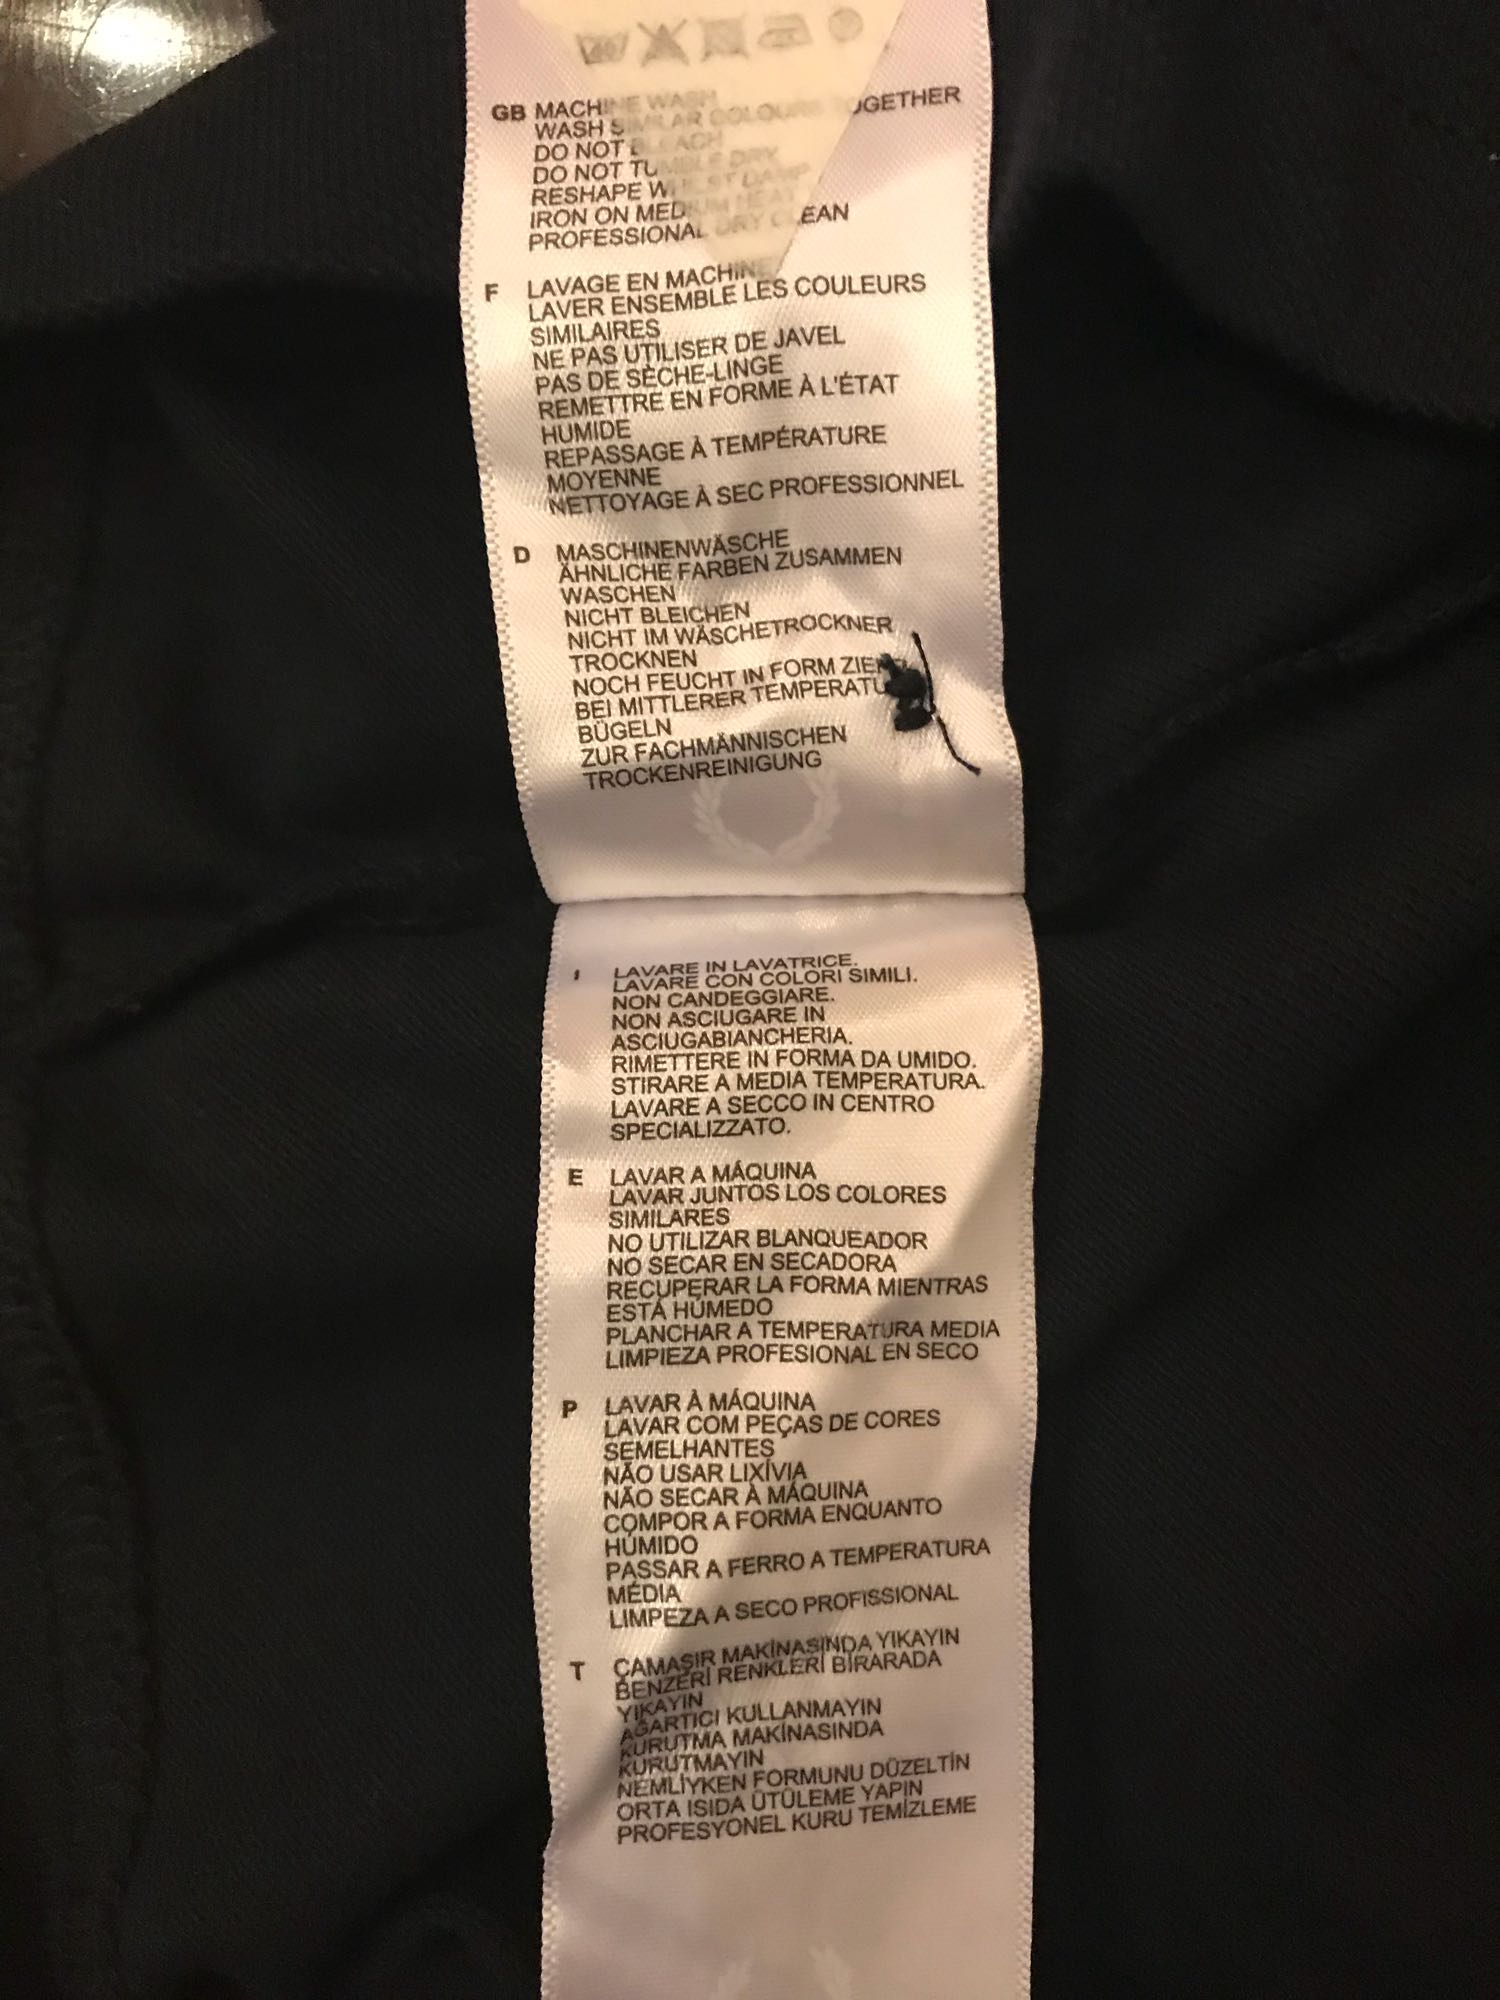 GB MACHINE WASH
WASH SIMILAR COLOURS TOGETHER
DO NOT BLEACH
DO NOT TUMBLE DRY
RESHAPE WHILST DAMP
IRON ON MEDIUM HEAT
PROFESSIONAL DRY CLEAN
F LAVAGE EN MACHINE
LAVER ENSEMBLE LES COULEURS
SIMILAIRES
NE PAS UTILISER DE JAVEL
PAS DE SÈCHE-LINGE
REMETTRE EN FORME À L'ÉTAT
HUMIDE
REPASSAGE À TEMPÉRATURE
MOYENNE
NETTOYAGE À SEC PROFESSIONNEL
D MASCHINENWÄSCHE
ÄHNLICHE FARBEN ZUSAMMEN
WASCHEN
NICHT BLEICHEN
NICHT IM WÄSCHETROCKNER
TROCKNEN
NOCH FEUCHT IN FORM
BEI MITTLERER TEMPERATU
BÜGELN
ZUR FACHMÄNNISCHEN
TROCKENREINIGUNG
I LAVARE IN LAVATRICE.
LAVARE CON COLORI SIMILI.
NON CANDEGGIARE.
NON ASCIUGARE IN
ASCIUGABIANCHERIA.
RIMETTERE IN FORMA DA UMIDO.
STIRARE A MEDIA TEMPERATURA.
LAVARE A SECCO IN CENTRO
SPECIALIZZATO.
E LAVAR A MÁQUINA
LAVAR JUNTOS LOS COLORES
SIMILARES
NO UTILIZAR BLANQUEADOR
NO SECAR EN SECADORA
RECUPERAR LA FORMA MIENTRAS
ESTÁ HÚMEDO
PLANCHAR A TEMPERATURA MEDIA
LIMPIEZA PROFESIONAL EN SECO
P LAVAR À MÁQUINA
LAVAR COM PEÇAS DE CORES
SEMELHANTES
NÃO USAR LIXÍVIA
NÃO SECAR À MÁQUINA
COMPOR A FORMA ENQUANTO
HÚMIDO
PASSAR A FERRO A TEMPERATURA
MÉDIA
LIMPEZA A SECO PROFISSIONAL
T ÇAMAŞIR MAKİNASINDA YIKAYIN
BENZERİ RENKLERİ BİRARADA
YIKAYIN
AĞARTICI KULLANMAYIN
KURUTMA MAKİNASINDA
KURUTMAYIN
NEMLİYKEN FORMUNU DÜZELTİN
ORTA ISIDA ÜTÜLEME YAPIN
PROFESYONEL KURU TEMİZLEME